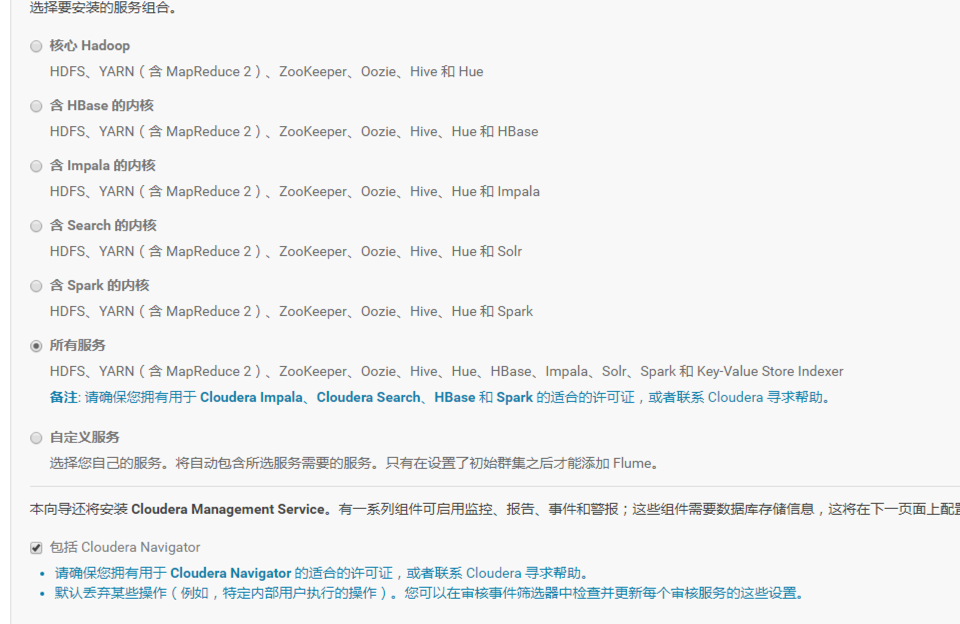 选择要安装的服务组合。
核心 Hadoop
HDFS、YARN（含 MapReduce 2）、ZooKeeper、Oozie、Hive 和 Hue
含 HBase 的内核
HDFS、YARN（含 MapReduce 2）、ZooKeeper、Oozie、Hive、Hue 和 HBase
含 Impala 的内核
HDFS、YARN（含 MapReduce 2）、ZooKeeper、Oozie、Hive、Hue 和 Impala
含 Search 的内核
HDFS、YARN（含 MapReduce 2）、ZooKeeper、Oozie、Hive、Hue 和 Solr
含 Spark 的内核
HDFS、YARN（含 MapReduce 2）、ZooKeeper、Oozie、Hive、Hue 和 Spark
所有服务
HDFS、YARN（含 MapReduce 2）、ZooKeeper、Oozie、Hive、Hue、HBase、Impala、Solr、Spark 和 Key-Value Store Indexer
备注: 请确保您拥有用于 Cloudera Impala、Cloudera Search、HBase 和 Spark 的适合的许可证，或者联系 Cloudera 寻求帮助。
自定义服务
选择您自己的服务。将自动包含所选服务需要的服务。只有在设置了初始群集之后才能添加 Flume。
本向导还将安装 Cloudera Management Service。有一系列组件可启用监控、报告、事件和警报；这些组件需要数据库存储信息，这将在下一页面上配置
包括 Cloudera Navigator
• 请确保您拥有用于 Cloudera Navigator 的适合的许可证，或者联系 Cloudera 寻求帮助。
• 默认丢弃某些操作（例如，特定内部用户执行的操作）。您可以在审核事件筛选器中检查并更新每个审核服务的这些设置。